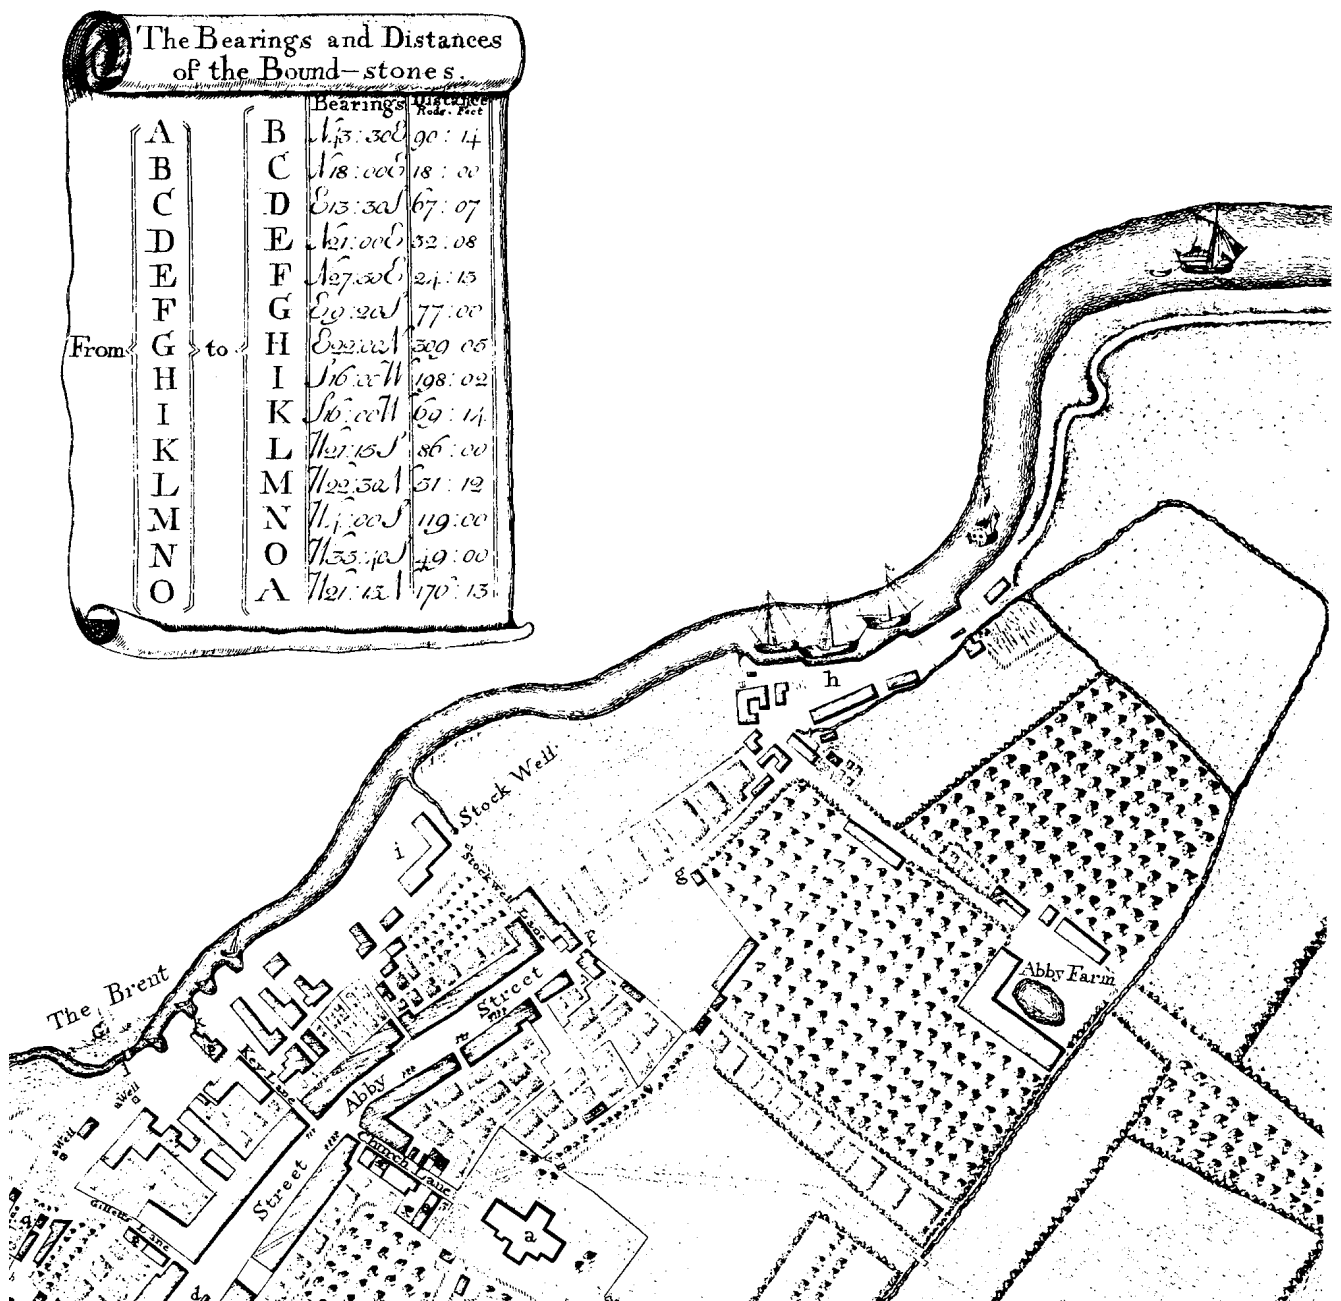 The Bearings and Distances
of the Bound-stones.
Bearings Distance
Rods. Feet
A B N43:30E 90:14
B C N18:00E 18:00
C D E13:30S 67:07
D E N21:00E 32:08
E F N27:30E 24:13
F G E19:20S 77:00
From G to H E22:00N 309 05
H I S16:00W 198:02
I K S16:00W 69:14
K L W21:15S 86:00
L M W22:30N 31:12
M N W4:00S 119:00
N O W33:40S 49:00
O A W21:13N 170:13
h
Stock Well
i
Stockwell
Lane
g
f
Abby Farm
The Brent
Street
Key Lane
Abby
l
a Well
a Well
Church Lane
Street
Gillets Lane
q
a
d